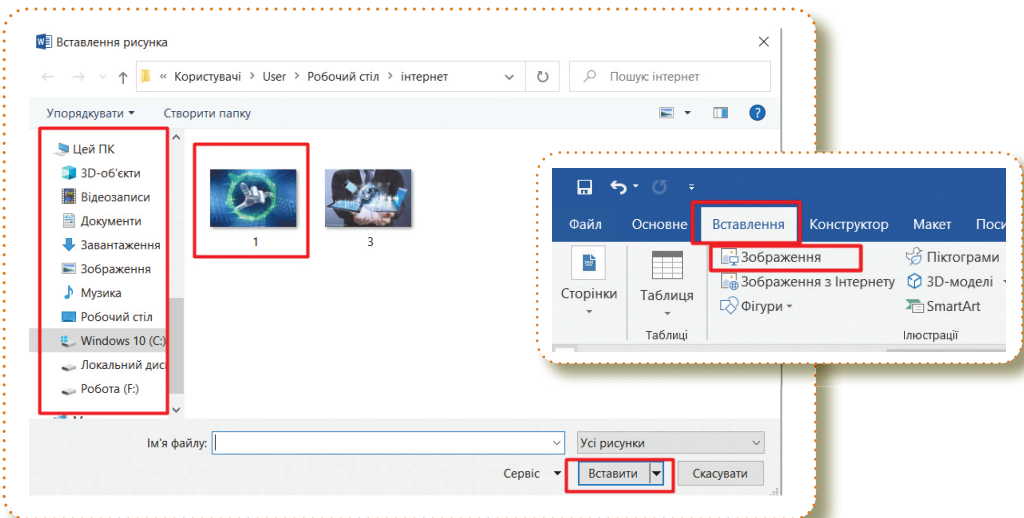 Вставлення рисунка
« Користувачі > User > Робочий стіл > інтернет
Пошук: інтернет
Упорядкувати
Створити папку
Цей ПК
3D-об'єкти
Відеозаписи
Документи
Завантаження
Зображення
Музика
Робочий стіл
Windows 10 (C:)
Локальний дис
Робота (F:)
1
3
Ім'я файлу:
Усі рисунки
Сервіс
Вставити
Скасувати
Файл
Основне
Вставлення
Конструктор
Макет
Поси
Сторінки
Таблиця
Таблиці
Зображення
Зображення з Інтернету
Фігури
Піктограми
3D-моделі
SmartArt
Ілюстрації